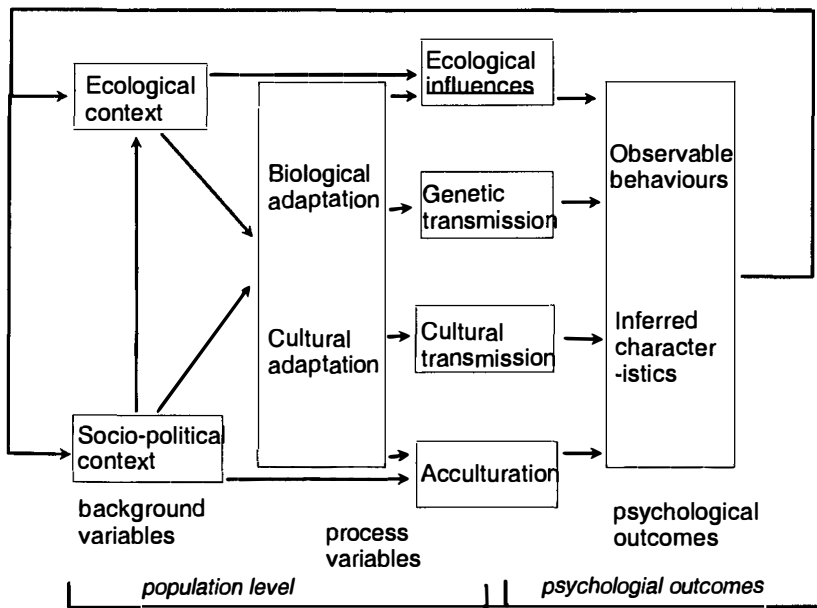 Ecological
context
Ecological
influences
Biological
adaptation
Genetic
transmission
Observable
behaviours
Cultural
adaptation
Cultural
transmission
Inferred
character
-istics
Socio-political
context
Acculturation
background
variables
process
variables
psychological
outcomes
population level
psychologial outcomes